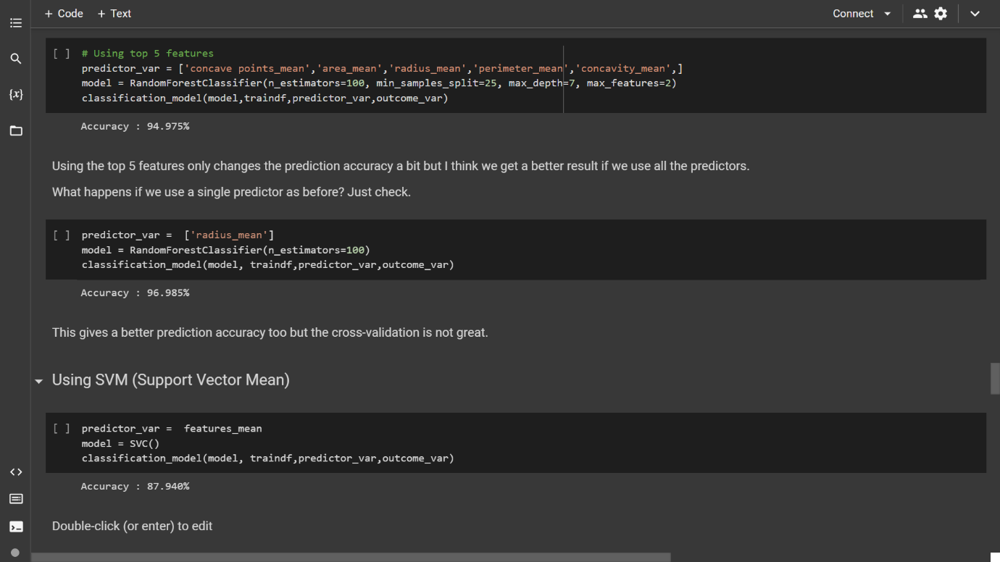 + Code + Text
Connect
[ ] # Using top 5 features
predictor_var = ['concave points_mean','area_mean','radius_mean','perimeter_mean','concavity_mean',]
model = RandomForestClassifier(n_estimators=100, min_samples_split=25, max_depth=7, max_features=2)
classification_model(model,traindf,predictor_var,outcome_var)
Accuracy : 94.975%
Using the top 5 features only changes the prediction accuracy a bit but I think we get a better result if we use all the predictors.
What happens if we use a single predictor as before? Just check.
[ ] predictor_var =  ['radius_mean']
model = RandomForestClassifier(n_estimators=100)
classification_model(model, traindf,predictor_var,outcome_var)
Accuracy : 96.985%
This gives a better prediction accuracy too but the cross-validation is not great.
Using SVM (Support Vector Mean)
[ ] predictor_var =  features_mean
model = SVC()
classification_model(model, traindf,predictor_var,outcome_var)
Accuracy : 87.940%
Double-click (or enter) to edit